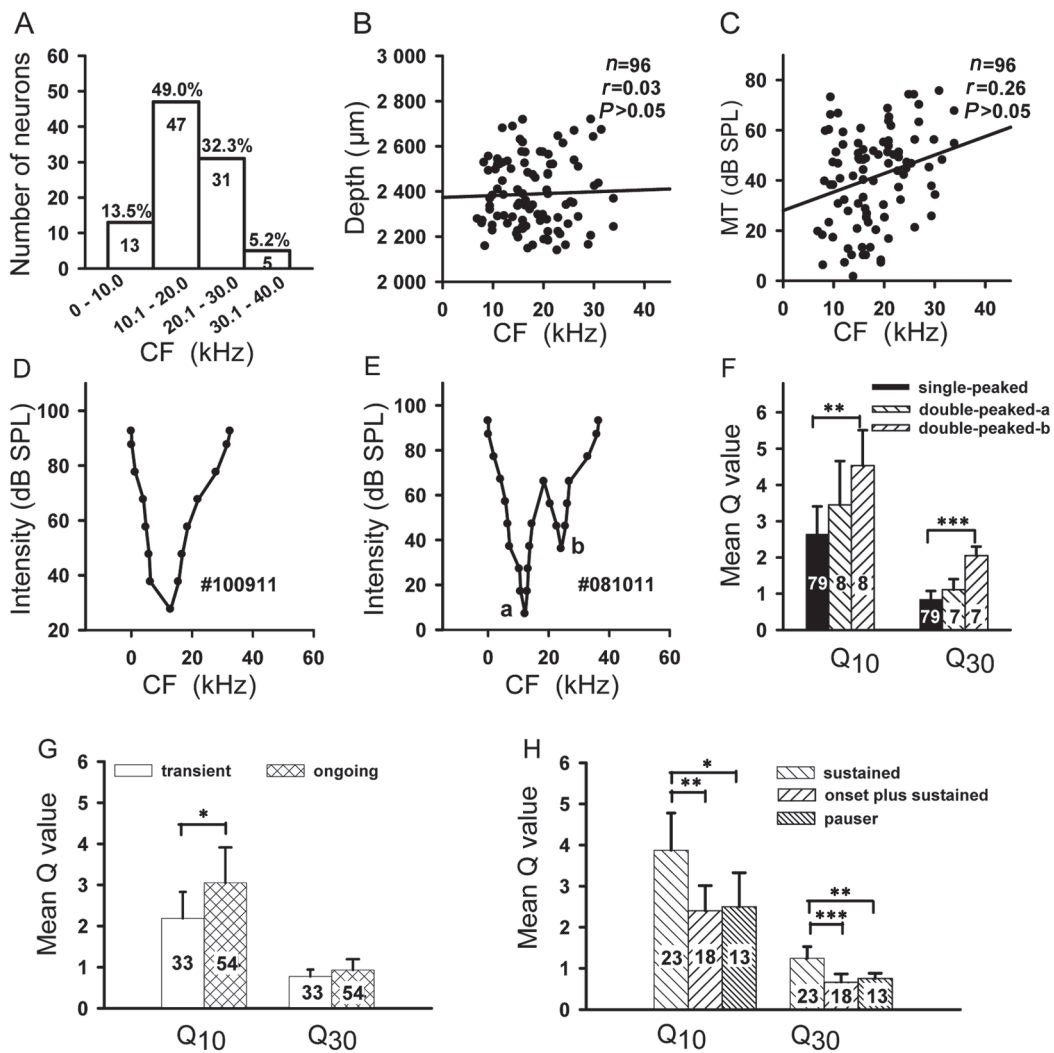 A
Number of neurons
60
50
40
30
20
10
0
13.5%
49.0%
32.3%
5.2%
13
47
31
5
0 - 10.0
10.1 - 20.0
20.1 - 30.0
30.1 - 40.0
CF (kHz)
B
Depth (µm)
3 000
2 800
2 600
2 400
2 200
2 000
n=96
r=0.03
P>0.05
0 10 20 30 40
CF (kHz)
C
MT (dB SPL)
80
60
40
20
0
n=96
r=0.26
P>0.05
0 10 20 30 40
CF (kHz)
D
Intensity (dB SPL)
100
80
60
40
20
#100911
0 20 40 60
CF (kHz)
E
Intensity (dB SPL)
100
80
60
40
20
0
a
b
#081011
0 20 40 60
CF (kHz)
F
Mean Q value
6
5
4
3
2
1
0
single-peaked
double-peaked-a
double-peaked-b
**
***
79 8 8
79 7 7
Q10 Q30
G
Mean Q value
6
5
4
3
2
1
0
transient
ongoing
*
33 54
33 54
Q10 Q30
H
Mean Q value
6
5
4
3
2
1
0
sustained
onset plus sustained
pauser
*
**
**
***
23 18 13
23 18 13
Q10 Q30